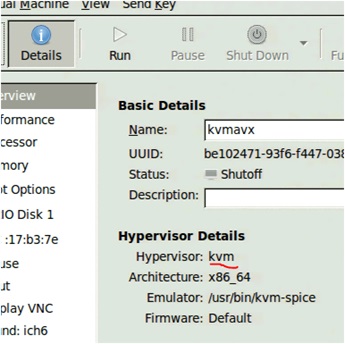 ual Machine View Send Key
Details
Run
Pause
Shut Down
Fu
erview
formance
cessor
mory
ot Options
IO Disk 1
:17:b3:7e
use
ut
play VNC
und: ich6
Basic Details
Name: kvmavx
UUID: be102471-93f6-f447-038
Status: Shutoff
Description:
Hypervisor Details
Hypervisor: kvm
Architecture: x86_64
Emulator: /usr/bin/kvm-spice
Firmware: Default